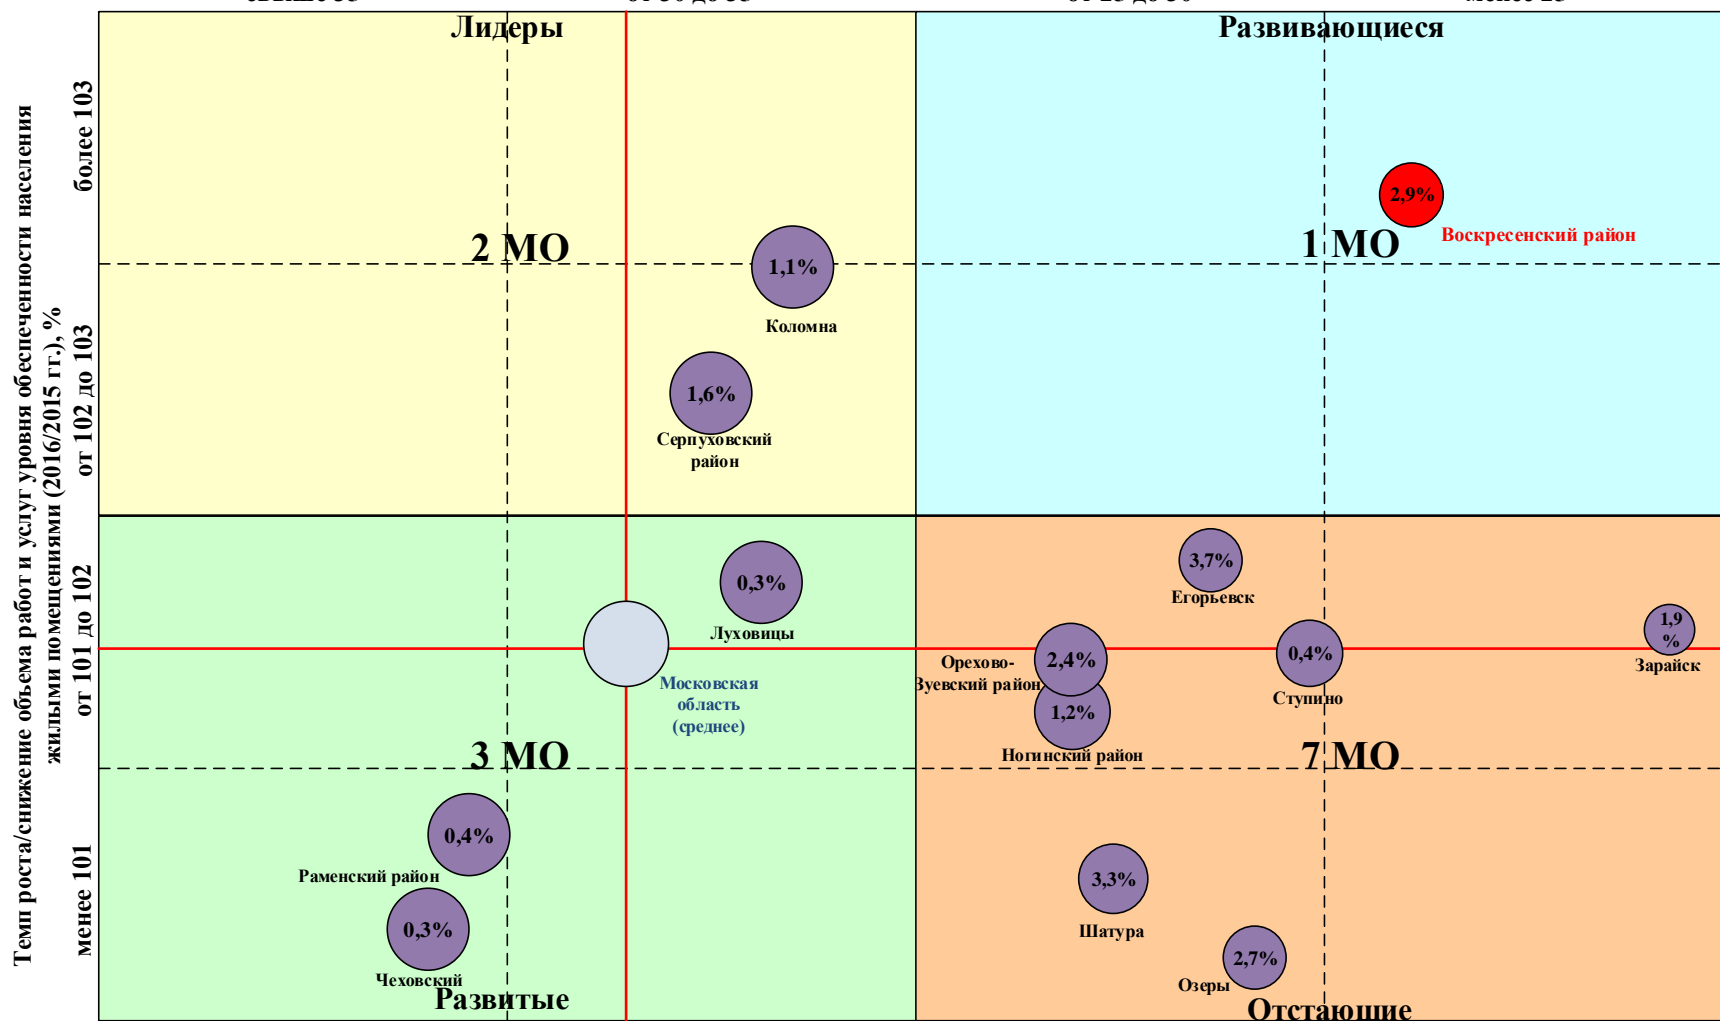 Лидеры
Развивающиеся
Темп роста/снижение объема работ и услуг уровня обеспеченности населения
жилыми помещениями (2016/2015 гг.), %
более 103
от 102 до 103
от 101 до 102
менее 101
2,9%
Воскресенский район
2 МО
1 МО
1,1%
Коломна
1,6%
Серпуховский
район
3,7%
Егорьевск
0,3%
Луховицы
1,9
%
Зарайск
0,4%
Ступино
2,4%
Орехово-
Зуевский район
1,2%
Ногинский район
Московская
область
(среднее)
3 МО
7 МО
0,4%
Раменский район
0,3%
Чеховский
3,3%
Шатура
2,7%
Озеры
Развитые
Отстающие